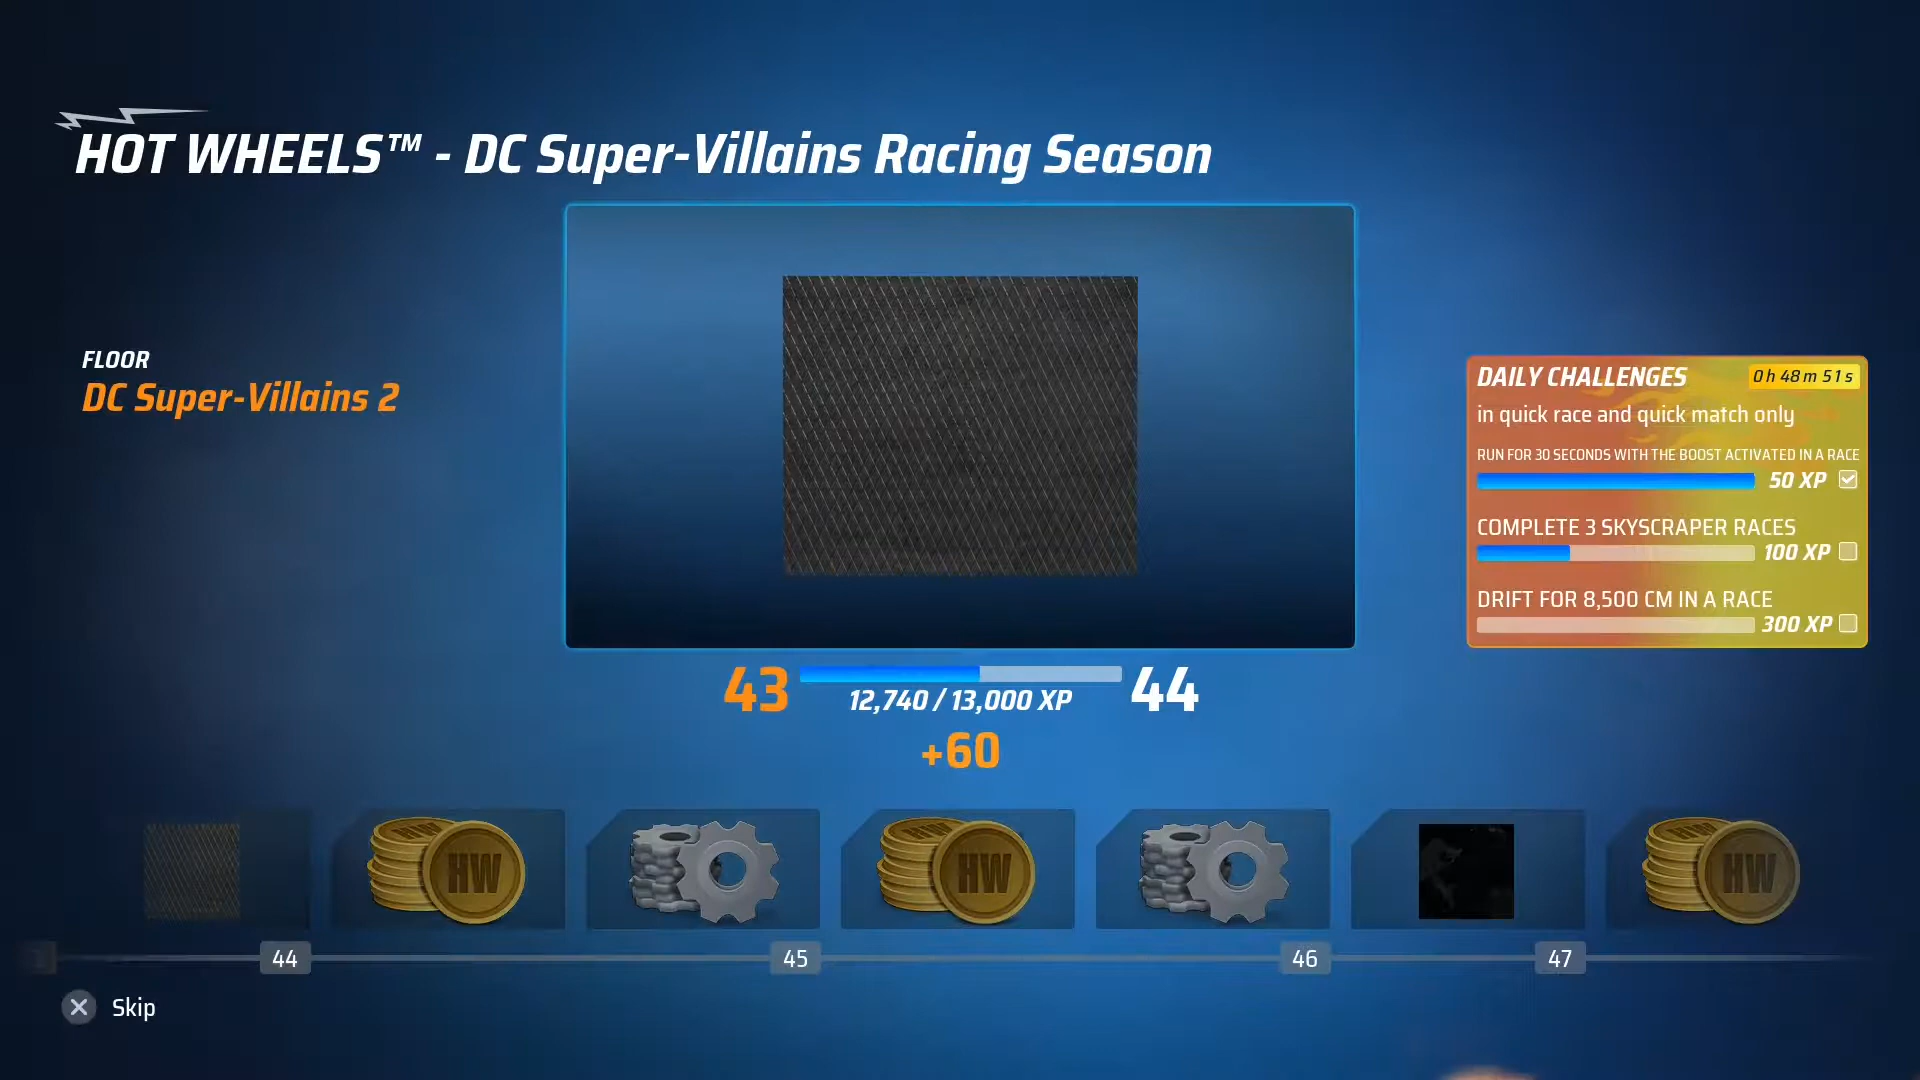 HOT WHEELS™ - DC Super-Villains Racing Season
FLOOR
DC Super-Villains 2
DAILY CHALLENGES 0h 48m 51s
in quick race and quick match only
RUN FOR 30 SECONDS WITH THE BOOST ACTIVATED IN A RACE
50 XP
COMPLETE 3 SKYSCRAPER RACES
100 XP
DRIFT FOR 8,500 CM IN A RACE
300 XP
43 12,740 / 13,000 XP 44
+60
HW HW HW
44 45 46 47
Skip